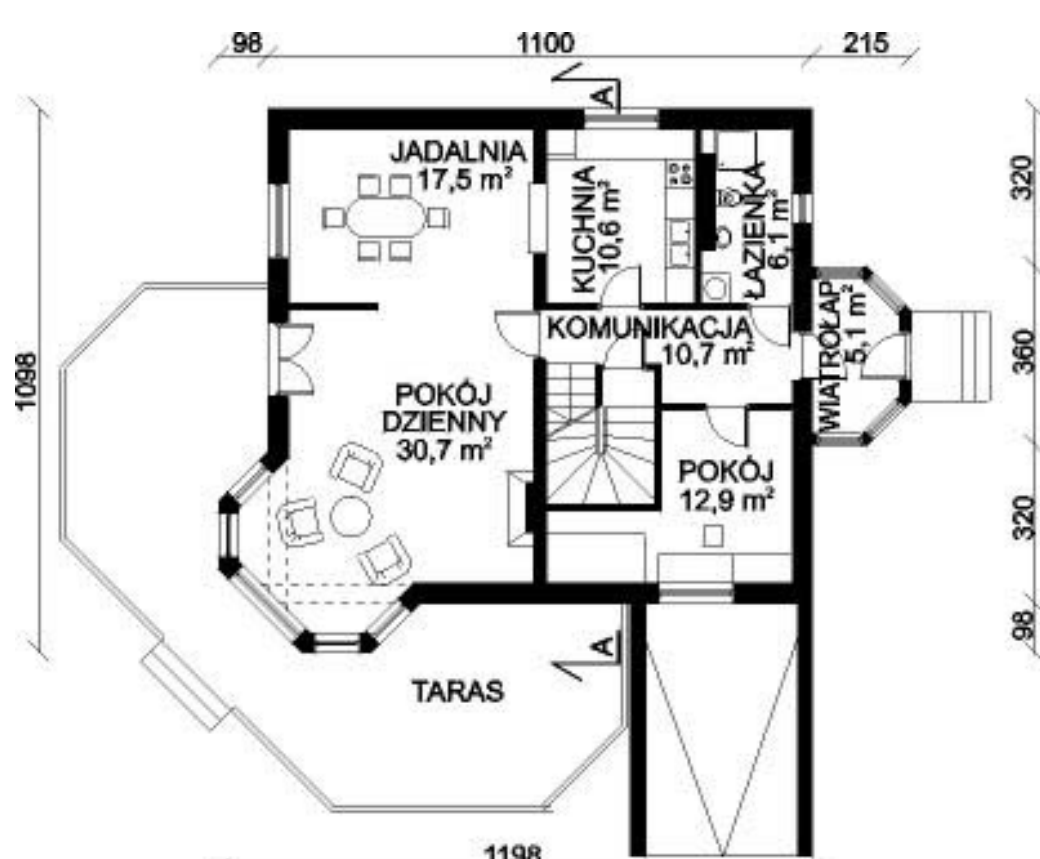 98
1100
215
A
JADALNIA
17,5 m²
KUCHNIA
10,6 m²
ŁAZIENKA
6,1 m²
320
KOMUNIKACJA
10,7 m²
WIATROŁAP
5,1 m²
360
1098
POKÓJ
DZIENNY
30,7 m²
POKÓJ
12,9 m²
320
98
A
TARAS
1198